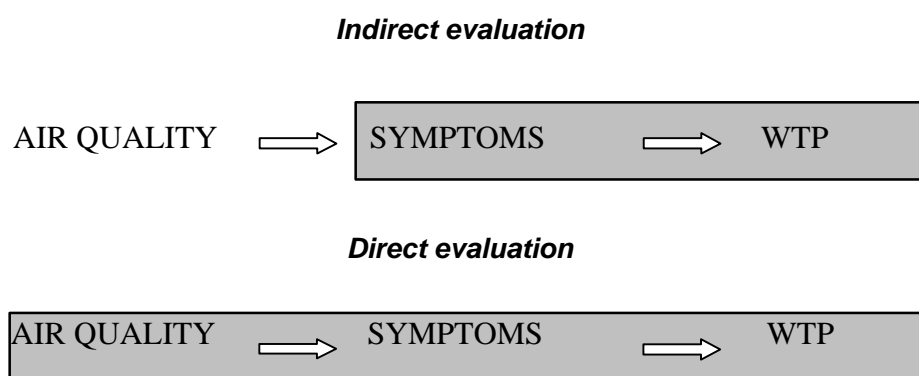 Indirect evaluation
AIR QUALITY SYMPTOMS WTP
Direct evaluation
AIR QUALITY SYMPTOMS WTP